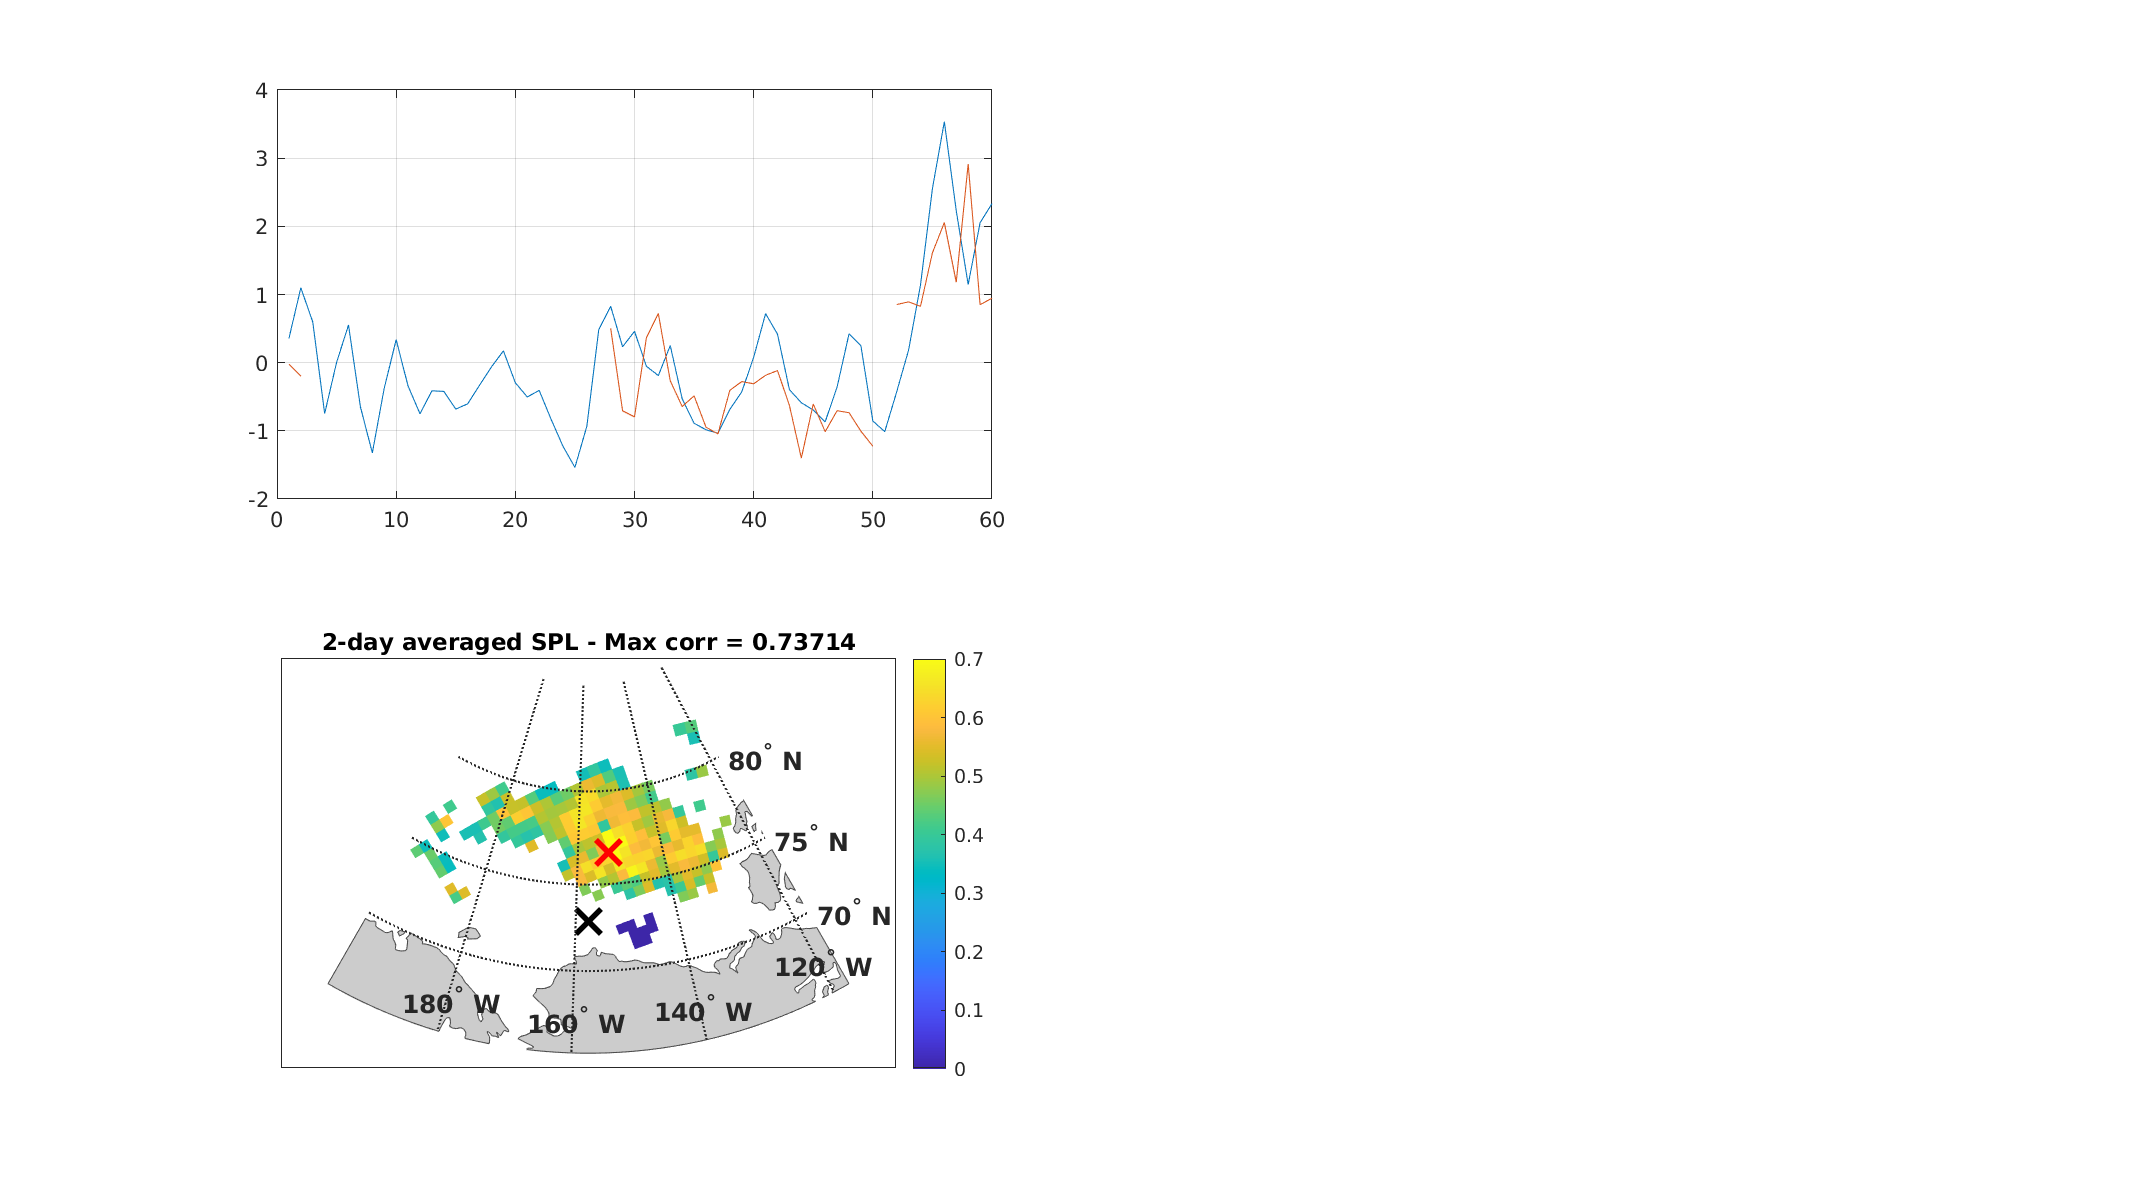 4
3
2
1
0
-1
-2
0 10 20 30 40 50 60
2-day averaged SPL - Max corr = 0.73714
0.7
0.6
0.5
0.4
0.3
0.2
0.1
0
80° N
75° N
70° N
120° W
180° W
160° W
140° W